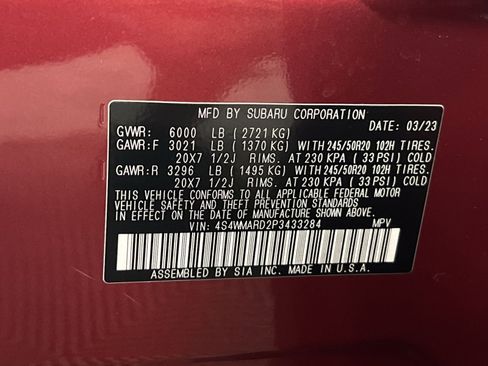 MFD BY SUBARU CORPORATION
GVWR: 6000 LB ( 2721 KG) DATE: 03/23
GAWR:F 3021 LB ( 1370 KG) WITH 245/50R20 102H TIRES.
20X7 1/2J RIMS. AT 230 KPA ( 33 PSI) COLD
GAWR:R 3296 LB ( 1495 KG) WITH 245/50R20 102H TIRES.
20X7 1/2J RIMS. AT 230 KPA ( 33 PSI) COLD
THIS VEHICLE CONFORMS TO ALL APPLICABLE FEDERAL MOTOR
VEHICLE SAFETY AND THEFT PREVENTION STANDARDS
IN EFFECT ON THE DATE OF MANUFACTURE SHOWN ABOVE.
VIN: 4S4WMARD2P3433284 MPV
ASSEMBLED BY SIA INC. MADE IN U.S.A.